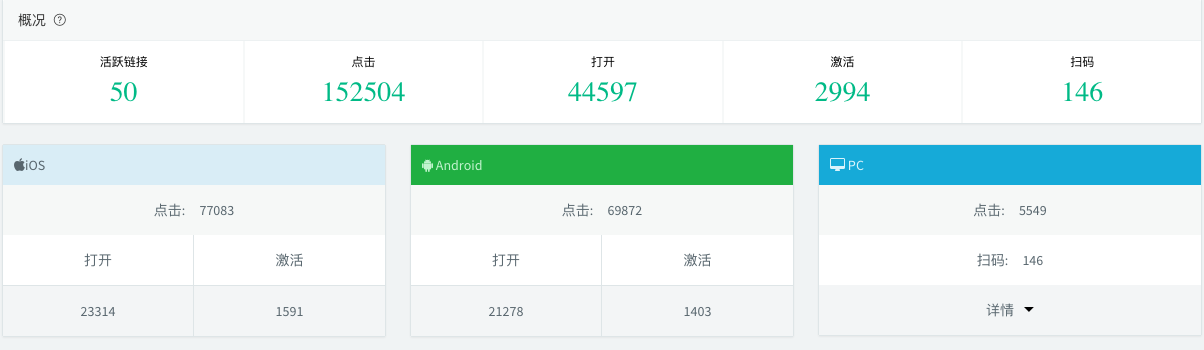 概况
活跃链接 点击 打开 激活 扫码
50 152504 44597 2994 146
iOS Android PC
点击: 77083 点击: 69872 点击: 5549
打开 激活 打开 激活 扫码: 146
23314 1591 21278 1403 详情